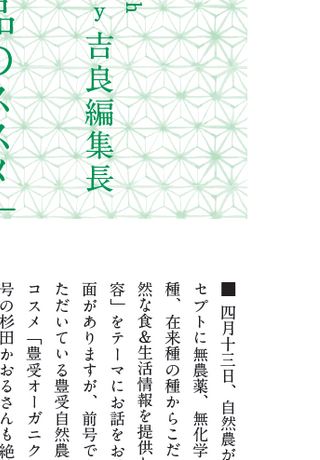 h
y 吉良編集長
品のススメ」
■四月十三日、自然農が
セプトに無農薬、無化学
種、在来種の種からこだ
然な食&生活情報を提供
容」をテーマにお話をお
面がありますが、前号で
ただいている豊受自然農
コスメ「豊受オーガニク
号の杉田かおるさんも絶